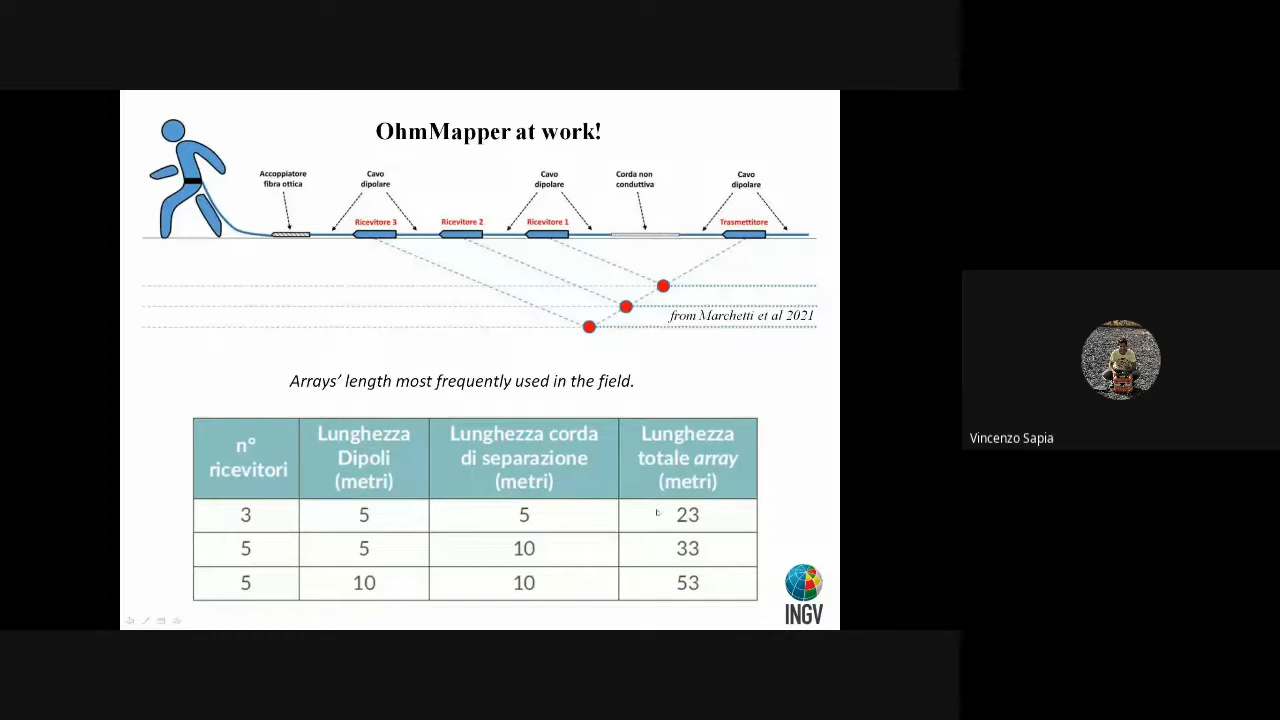 OhmMapper at work!
Accoppiatore
fibra ottica
Cavo
dipolare
Cavo
dipolare
Corda non
conduttiva
Cavo
dipolare
Ricevitore 3
Ricevitore 2
Ricevitore 1
Trasmettitore
from Marchetti et al 2021
Arrays' length most frequently used in the field.
n°
ricevitori
Lunghezza
Dipoli
(metri)
Lunghezza corda
di separazione
(metri)
Lunghezza
totale array
(metri)
3 5 5 23
5 5 10 33
5 10 10 53
INGV
Vincenzo Sapia